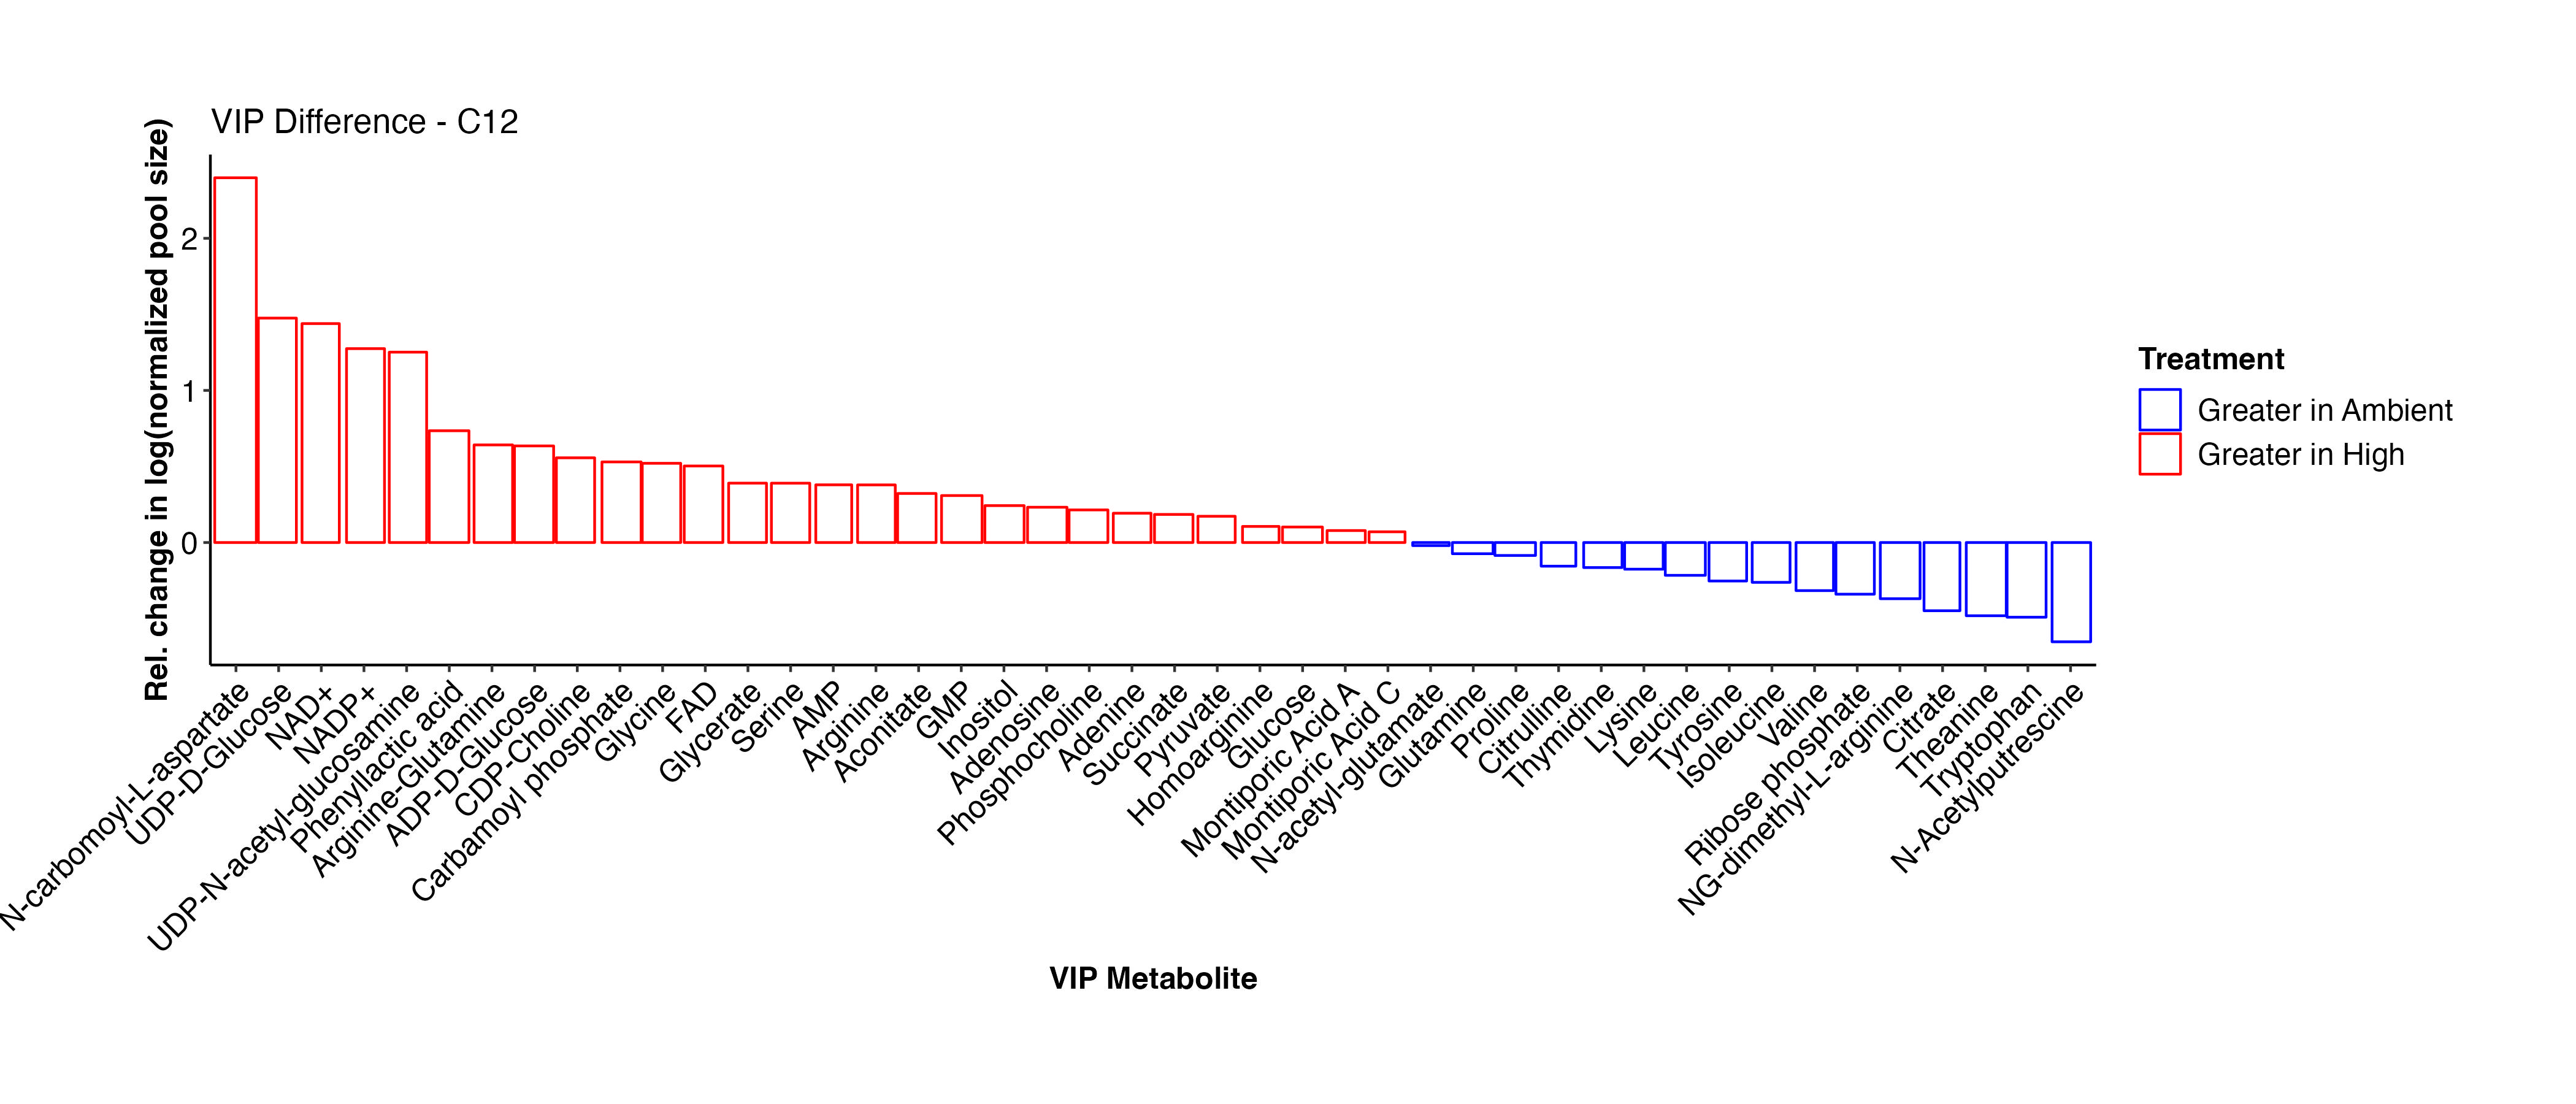 VIP Difference - C12
Rel. change in log(normalized pool size)
2
1
0
N-carbomoyl-L-aspartate
UDP-D-Glucose
NAD+
NADP+
UDP-N-acetyl-glucosamine
Phenyllactic acid
Arginine-Glutamine
ADP-D-Glucose
CDP-Choline
Carbamoyl phosphate
Glycine
FAD
Glycerate
Serine
AMP
Arginine
Aconitate
GMP
Inositol
Adenosine
Phosphocholine
Adenine
Succinate
Pyruvate
Homoarginine
Glucose
Montiporic Acid A
Montiporic Acid C
N-acetyl-glutamate
Glutamine
Proline
Citrulline
Thymidine
Lysine
Leucine
Tyrosine
Isoleucine
Valine
Ribose phosphate
NG-dimethyl-L-arginine
Citrate
Theanine
Tryptophan
N-Acetylputrescine
VIP Metabolite
Treatment
Greater in Ambient
Greater in High